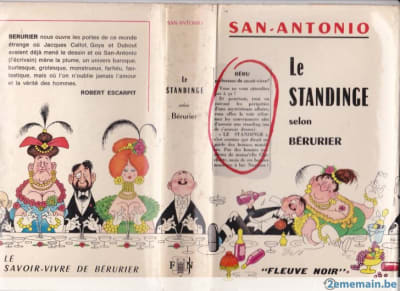 BÉRURIER nous ouvre les portes de ce monde
étrange où Jacques Callot, Goya et Dubout
avaient déjà mené le dessin et où San-Antonio
(l'écrivain) mène la plume, un univers baroque,
burlesque, grotesque, monstrueux, farfelu, fan-
tastique, mais où l'on n'oublie jamais l'amour
et la vérité des hommes.
ROBERT ESCARPIT
LE
SAVOIR-VIVRE DE BÉRURIER
SAN-ANTONIO
Le
STANDINGE
selon
Bérurier
F N
SAN-ANTONIO
BÉRU
Le
STANDINGE
selon
BÉRURIER
"FLEUVE NOIR"
2ememain.be